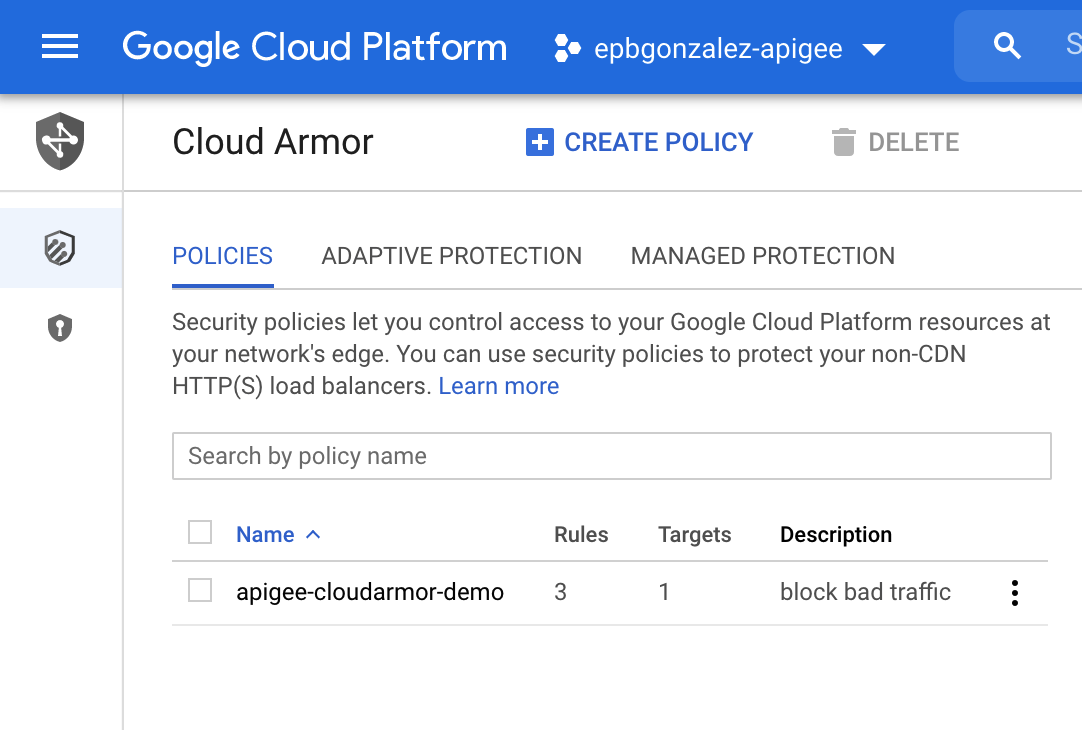 Google Cloud Platform epbgonzalez-apigee
Cloud Armor CREATE POLICY DELETE
POLICIES ADAPTIVE PROTECTION MANAGED PROTECTION
Security policies let you control access to your Google Cloud Platform resources at
your network's edge. You can use security policies to protect your non-CDN
HTTP(S) load balancers. Learn more
Search by policy name
Name Rules Targets Description
apigee-cloudarmor-demo 3 1 block bad traffic